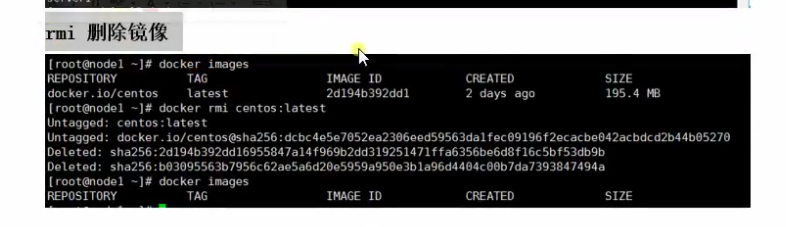 rmi 删除镜像
[root@node1 ~]# docker images
REPOSITORY TAG IMAGE ID CREATED SIZE
docker.io/centos latest 2d194b392dd1 2 days ago 195.4 MB
[root@node1 ~]# docker rmi centos:latest
Untagged: centos:latest
Untagged: docker.io/centos@sha256:dcbc4e5e7052ea2306eed59563da1fec09196f2ecacbe042acbdcd2b44b05270
Deleted: sha256:2d194b392dd16955847a14f969b2dd319251471ffa6356be6d8f16c5bf53db9b
Deleted: sha256:b03095563b7956c62ae5a6d20e5959a950e3b1a96d4404c00b7da7393847494a
[root@node1 ~]# docker images
REPOSITORY TAG IMAGE ID CREATED SIZE